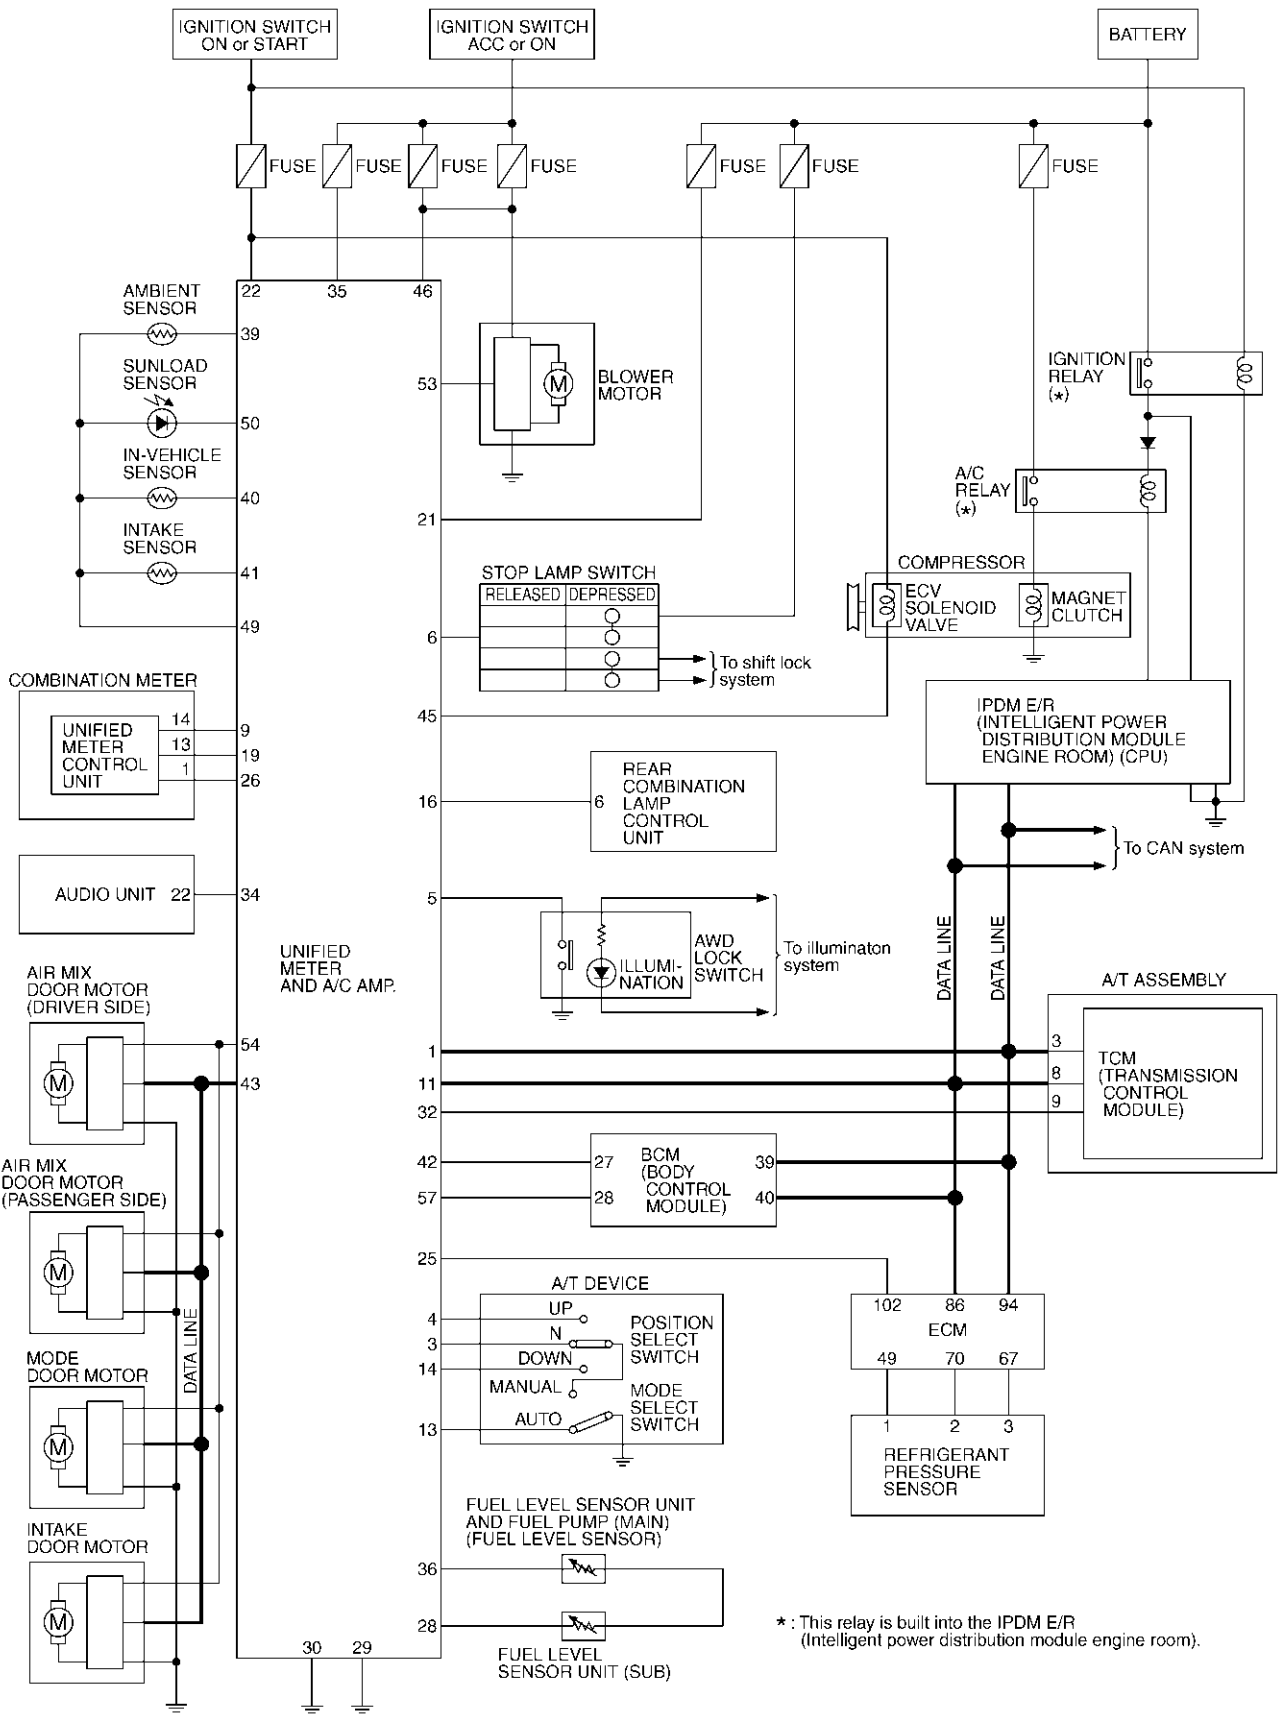 IGNITION SWITCH
ON or START
IGNITION SWITCH
ACC or ON
BATTERY
FUSE
FUSE
FUSE
FUSE
FUSE
FUSE
FUSE
22
35
46
AMBIENT
SENSOR
39
SUNLOAD
SENSOR
50
IN-VEHICLE
SENSOR
40
INTAKE
SENSOR
41
49
53
M
BLOWER
MOTOR
21
IGNITION
RELAY
(*)
A/C
RELAY
(*)
COMPRESSOR
ECV
SOLENOID
VALVE
MAGNET
CLUTCH
STOP LAMP SWITCH
RELEASED
DEPRESSED
6
To shift lock
system
45
COMBINATION METER
UNIFIED
METER
CONTROL
UNIT
14
13
1
9
19
26
IPDM E/R
(INTELLIGENT POWER
DISTRIBUTION MODULE
ENGINE ROOM) (CPU)
16
6
REAR
COMBINATION
LAMP
CONTROL
UNIT
To CAN system
AUDIO UNIT
22
34
5
ILLUMI-
NATION
AWD
LOCK
SWITCH
To illuminaton
system
DATA LINE
DATA LINE
UNIFIED
METER
AND A/C AMP.
AIR MIX
DOOR MOTOR
(DRIVER SIDE)
M
54
43
A/T ASSEMBLY
1
11
32
3
8
9
TCM
(TRANSMISSION
CONTROL
MODULE)
42
57
27
28
BCM
(BODY
CONTROL
MODULE)
39
40
AIR MIX
DOOR MOTOR
(PASSENGER SIDE)
M
25
A/T DEVICE
4
3
14
13
UP
N
DOWN
MANUAL
AUTO
POSITION
SELECT
SWITCH
MODE
SELECT
SWITCH
102
86
94
ECM
49
70
67
1
2
3
REFRIGERANT
PRESSURE
SENSOR
DATA LINE
MODE
DOOR MOTOR
M
INTAKE
DOOR MOTOR
M
FUEL LEVEL SENSOR UNIT
AND FUEL PUMP (MAIN)
(FUEL LEVEL SENSOR)
36
28
FUEL LEVEL
SENSOR UNIT (SUB)
30
29
* : This relay is built into the IPDM E/R
(Intelligent power distribution module engine room).